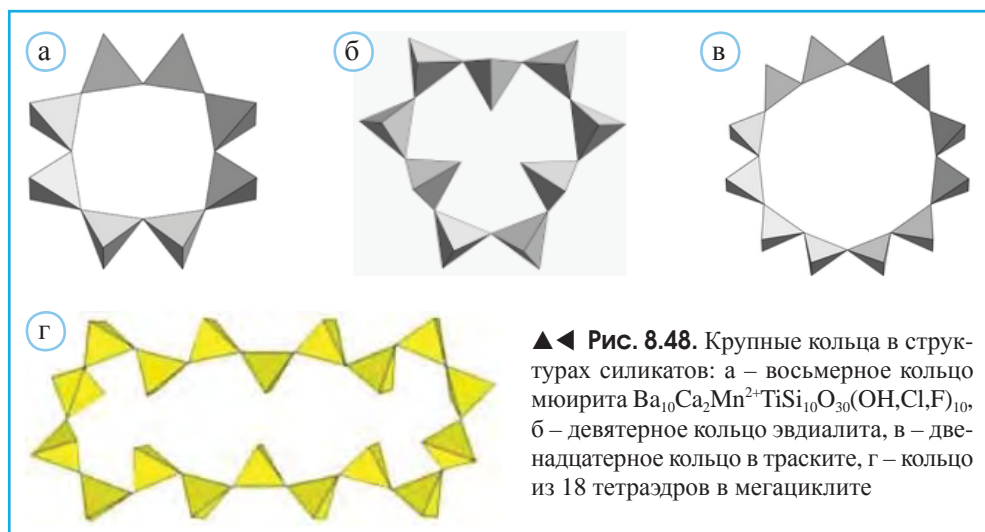 а
б
в
г
▲◀ Рис. 8.48. Крупные кольца в струк-
турах силикатов: а – восьмерное кольцо
мюирита Ba₁₀Ca₂Mn²⁺TiSi₁₀O₃₀(OH,Cl,F)₁₀,
б – девятерное кольцо эвдиалита, в – две-
надцатерное кольцо в траските, г – кольцо
из 18 тетраэдров в мегациклите